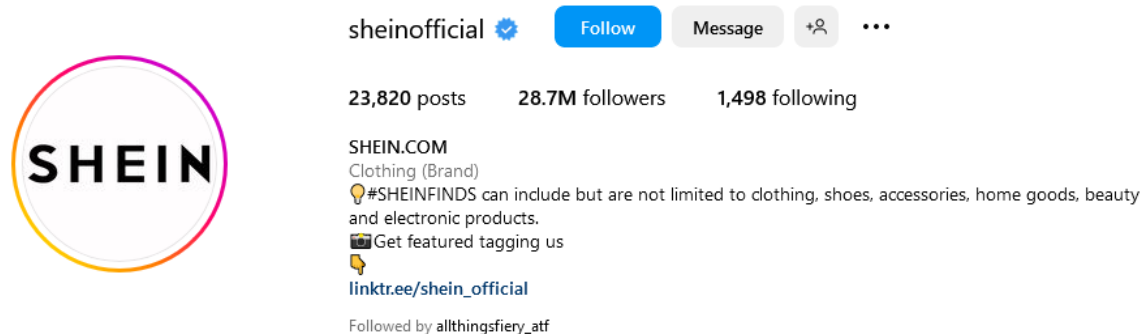 sheinofficial Follow Message
23,820 posts 28.7M followers 1,498 following
SHEIN
SHEIN.COM
Clothing (Brand)
💡#SHEINFINDS can include but are not limited to clothing, shoes, accessories, home goods, beauty
and electronic products.
📸Get featured tagging us
👇
linktr.ee/shein_official
Followed by allthingsfiery_atf